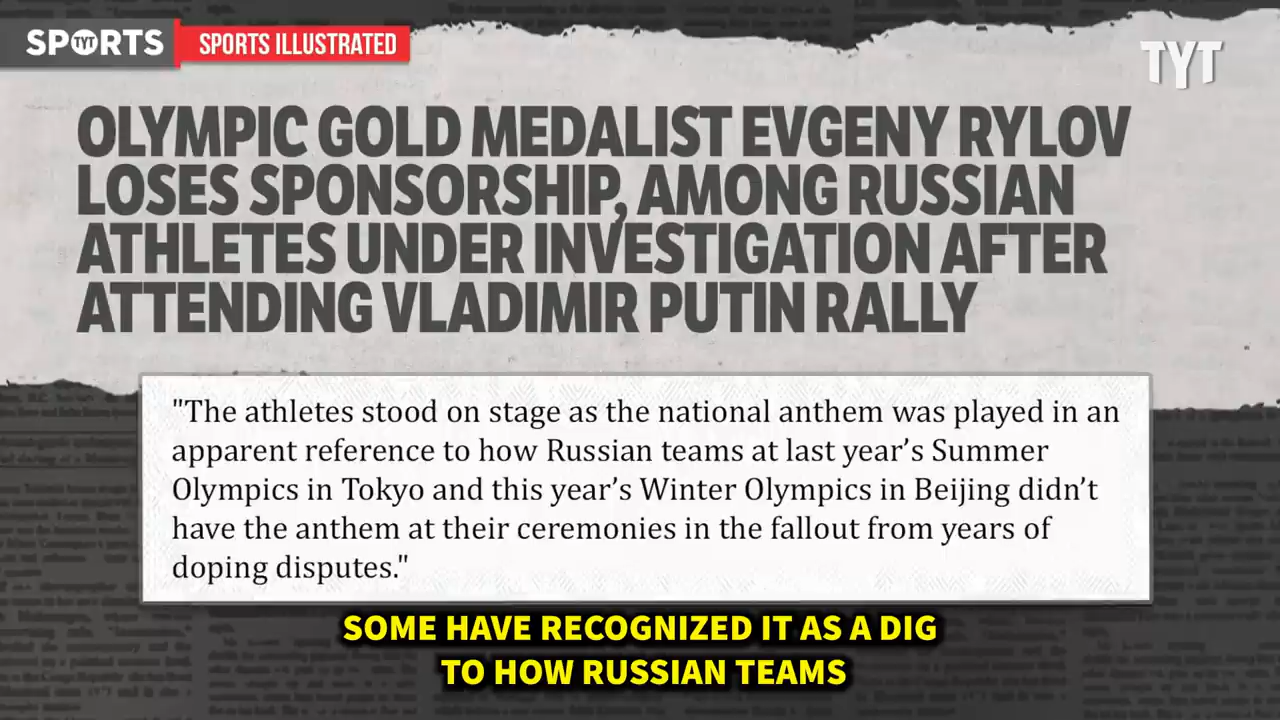 SPORTS
TYT
SPORTS ILLUSTRATED
TYT
OLYMPIC GOLD MEDALIST EVGENY RYLOV
LOSES SPONSORSHIP, AMONG RUSSIAN
ATHLETES UNDER INVESTIGATION AFTER
ATTENDING VLADIMIR PUTIN RALLY
"The athletes stood on stage as the national anthem was played in an
apparent reference to how Russian teams at last year’s Summer
Olympics in Tokyo and this year’s Winter Olympics in Beijing didn’t
have the anthem at their ceremonies in the fallout from years of
doping disputes."
SOME HAVE RECOGNIZED IT AS A DIG
TO HOW RUSSIAN TEAMS